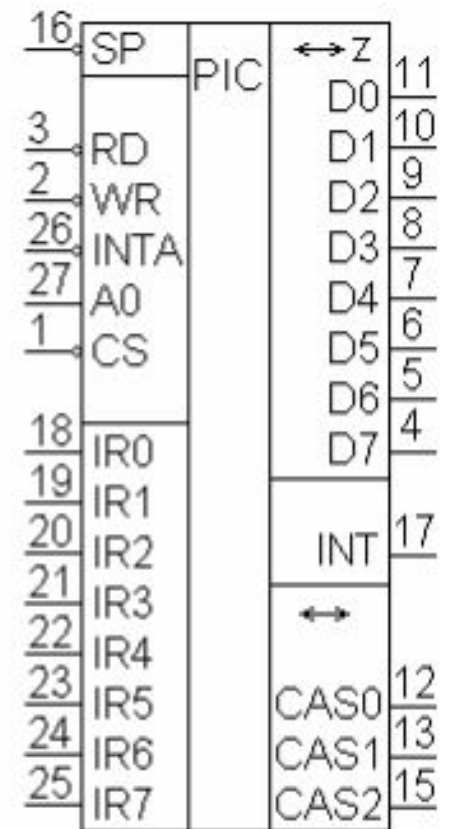 16 SP PIC ↔ Z
D0 11
3 RD D1 10
2 WR D2 9
26 INTA D3 8
27 A0 D4 7
1 CS D5 6
D6 5
18 IR0 D7 4
19 IR1
20 IR2 INT 17
21 IR3 ↔
22 IR4
23 IR5 CAS0 12
24 IR6 CAS1 13
25 IR7 CAS2 15